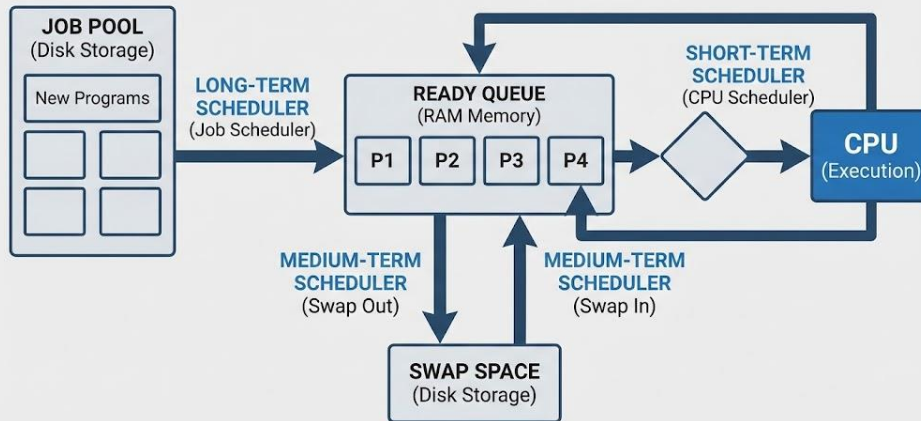 JOB POOL
(Disk Storage)
New Programs
LONG-TERM
SCHEDULER
(Job Scheduler)
READY QUEUE
(RAM Memory)
P1 P2 P3 P4
SHORT-TERM
SCHEDULER
(CPU Scheduler)
CPU
(Execution)
MEDIUM-TERM
SCHEDULER
(Swap Out)
MEDIUM-TERM
SCHEDULER
(Swap In)
SWAP SPACE
(Disk Storage)